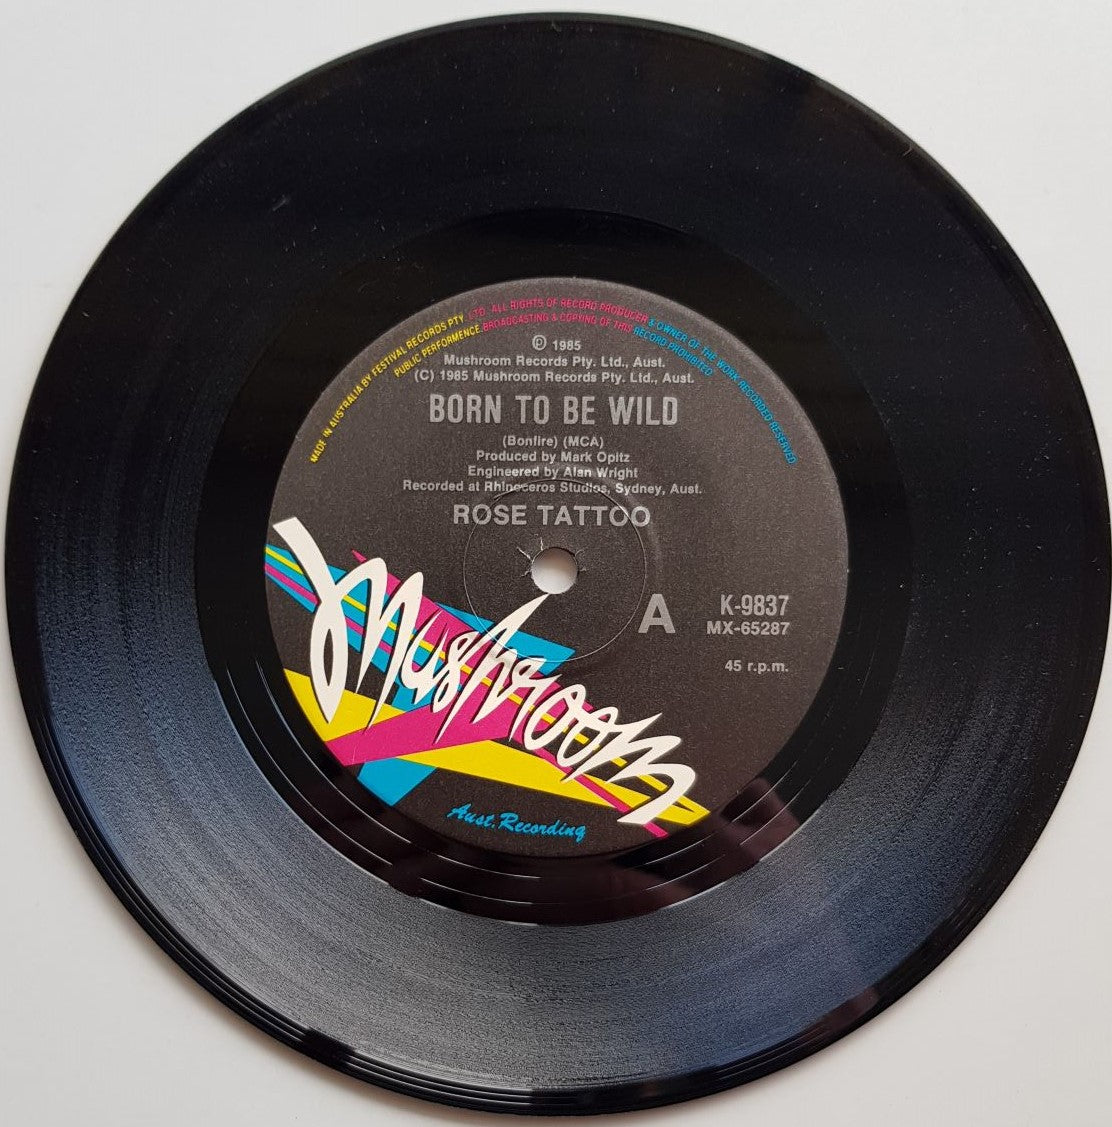 MADE IN AUSTRALIA BY FESTIVAL RECORDS PTY. LTD. ALL RIGHTS OF RECORD PRODUCER & OWNER OF THE WORK RECORDED RESERVED
PUBLIC PERFORMENCE BROADCASTING & COPYING OF THIS RECORD PROHIBITED
Ⓟ 1985
Mushroom Records Pty. Ltd., Aust.
(C) 1985 Mushroom Records Pty. Ltd., Aust.
BORN TO BE WILD
(Bonfire) (MCA)
Produced by Mark Opitz
Engineered by Alan Wright
Recorded at Rhinoceros Studios, Sydney, Aust.
ROSE TATTOO
A
K-9837
MX-65287
45 r.p.m.
Mushroom
Aust. Recording